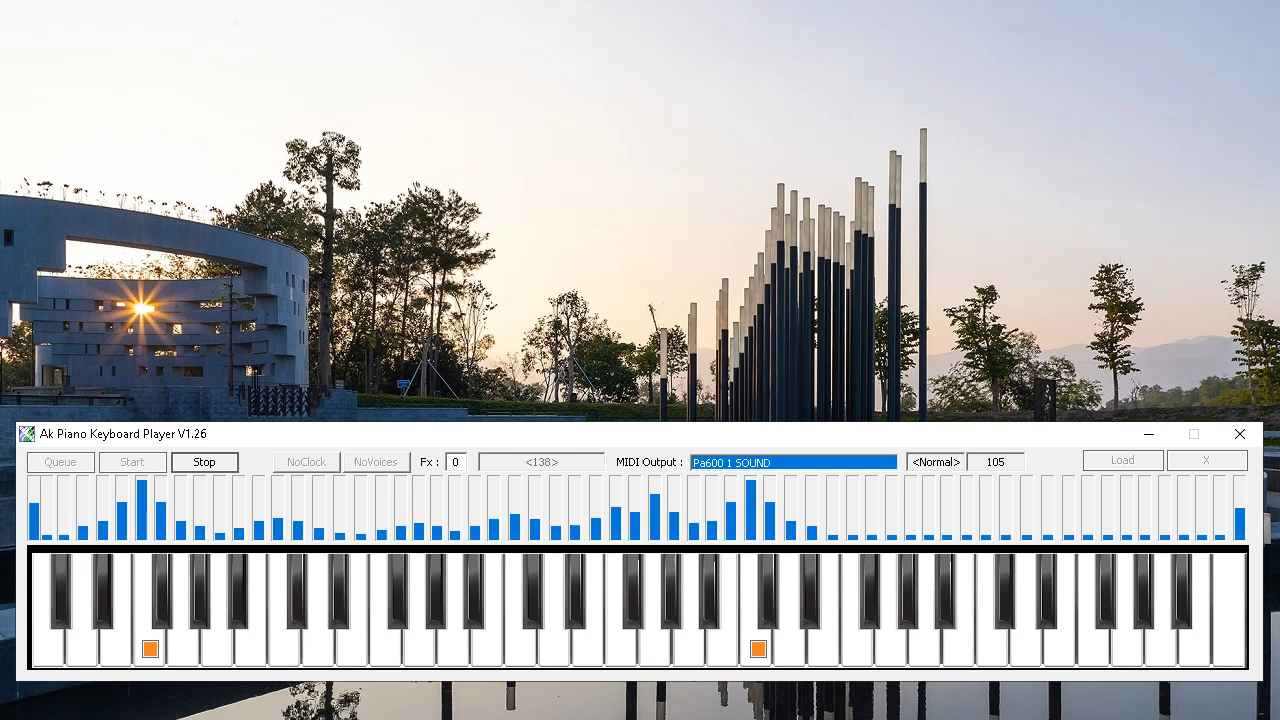 Ak Piano Keyboard Player V1.26
Queue Start Stop NoClock NoVoices Fx : 0 <138> MIDI Output : Pa600 1 SOUND <Normal> 105 Load X